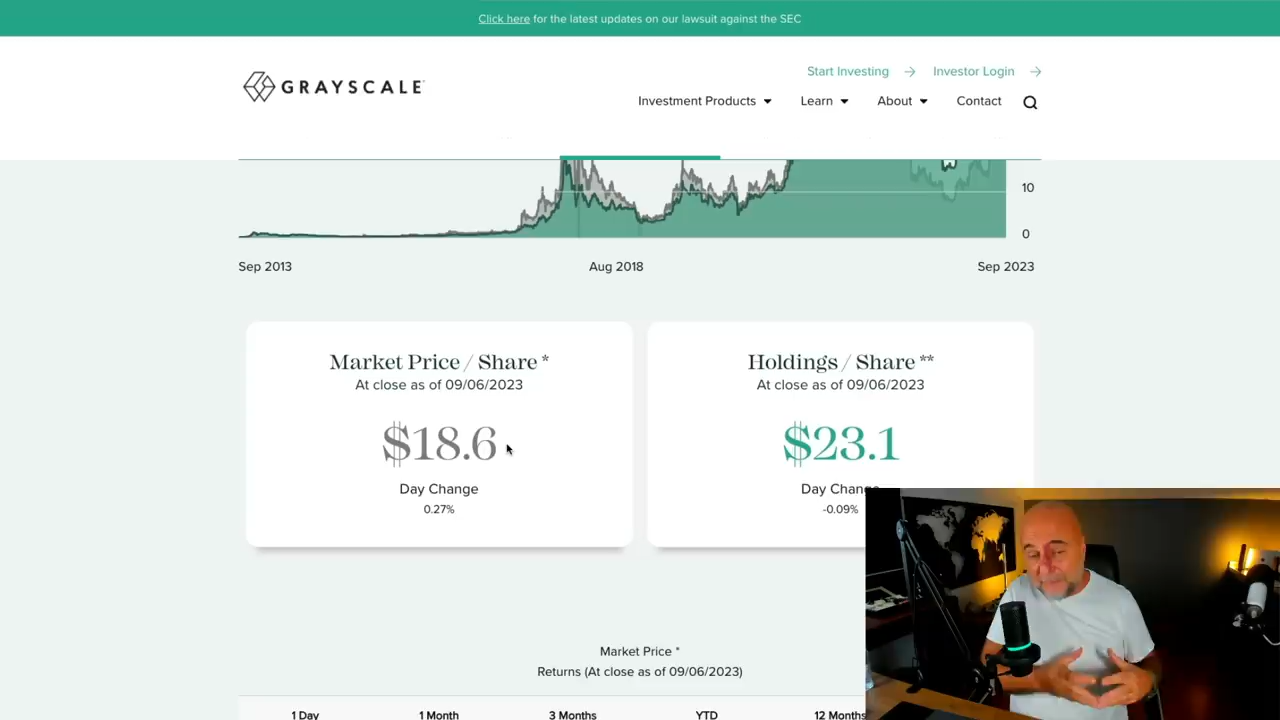 Click here for the latest updates on our lawsuit against the SEC
Start Investing
Investor Login
GRAYSCALE
Investment Products
Learn
About
Contact
10
0
Sep 2013
Aug 2018
Sep 2023
Market Price / Share *
At close as of 09/06/2023
$18.6
Day Change
0.27%
Holdings / Share **
At close as of 09/06/2023
$23.1
Day Change
-0.09%
Market Price *
Returns (At close as of 09/06/2023)
1 Day
1 Month
3 Months
YTD
12 Months